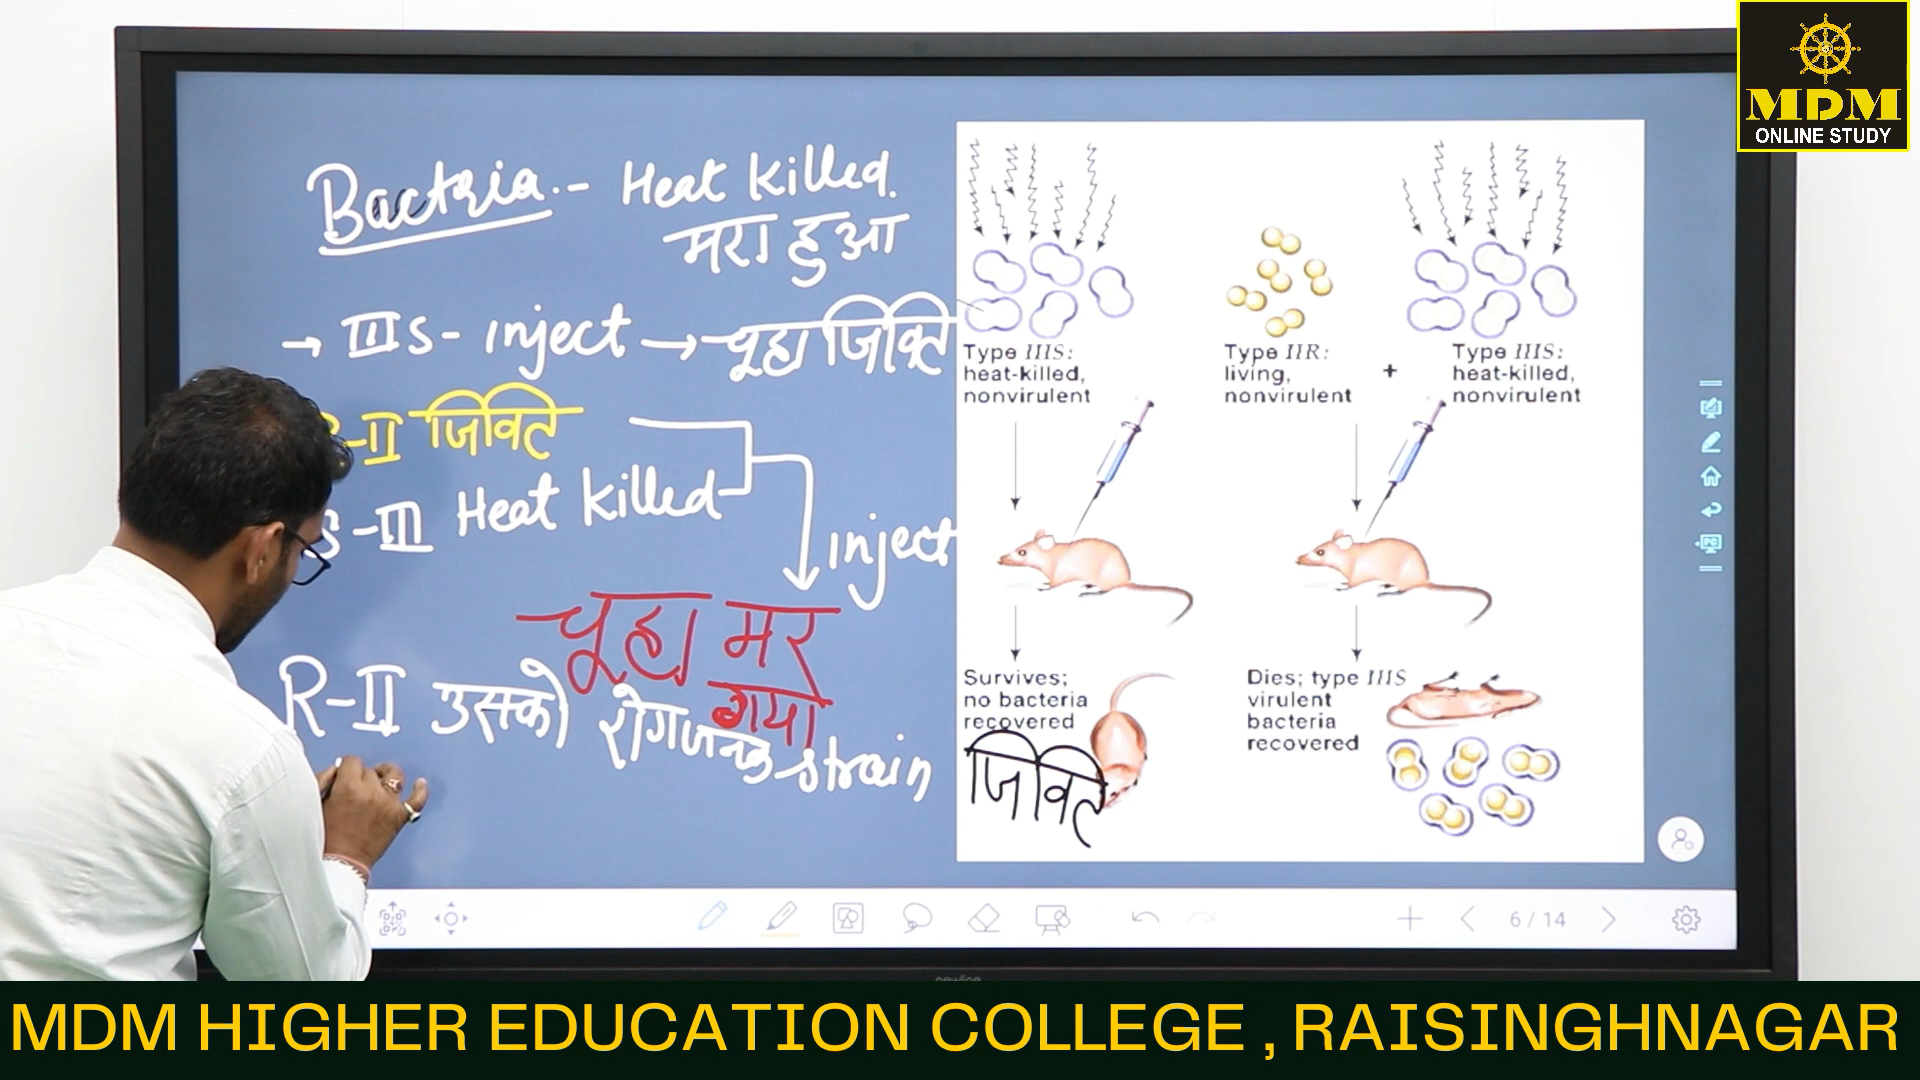 MDM
ONLINE STUDY
Bactria :- Heat Killed.
मरा हुआ
→ III S - inject → चूहा जिवित
R-II जिवित
S-III Heat Killed
inject
चूहा मर
गया
R-II उसको रोगजनक strain
Type IIIS:
heat-killed,
nonvirulent
Type IIR:
living,
nonvirulent
+
Type IIIS:
heat-killed,
nonvirulent
Survives;
no bacteria
recovered
जिवित
Dies; type IIIS
virulent
bacteria
recovered
6 / 14
PC
newline
MDM HIGHER EDUCATION COLLEGE , RAISINGHNAGAR